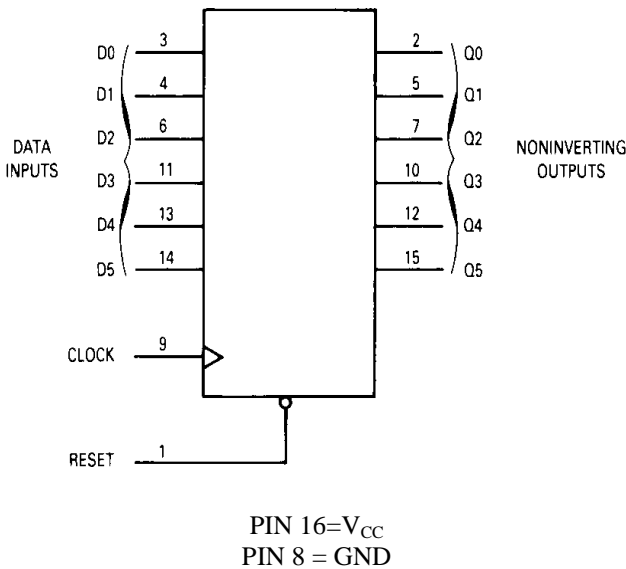 D0 3 2 Q0
D1 4 5 Q1
D2 6 7 Q2
DATA
INPUTS
NONINVERTING
OUTPUTS
D3 11 10 Q3
D4 13 12 Q4
D5 14 15 Q5
CLOCK 9
RESET 1
PIN 16=VCC
PIN 8 = GND